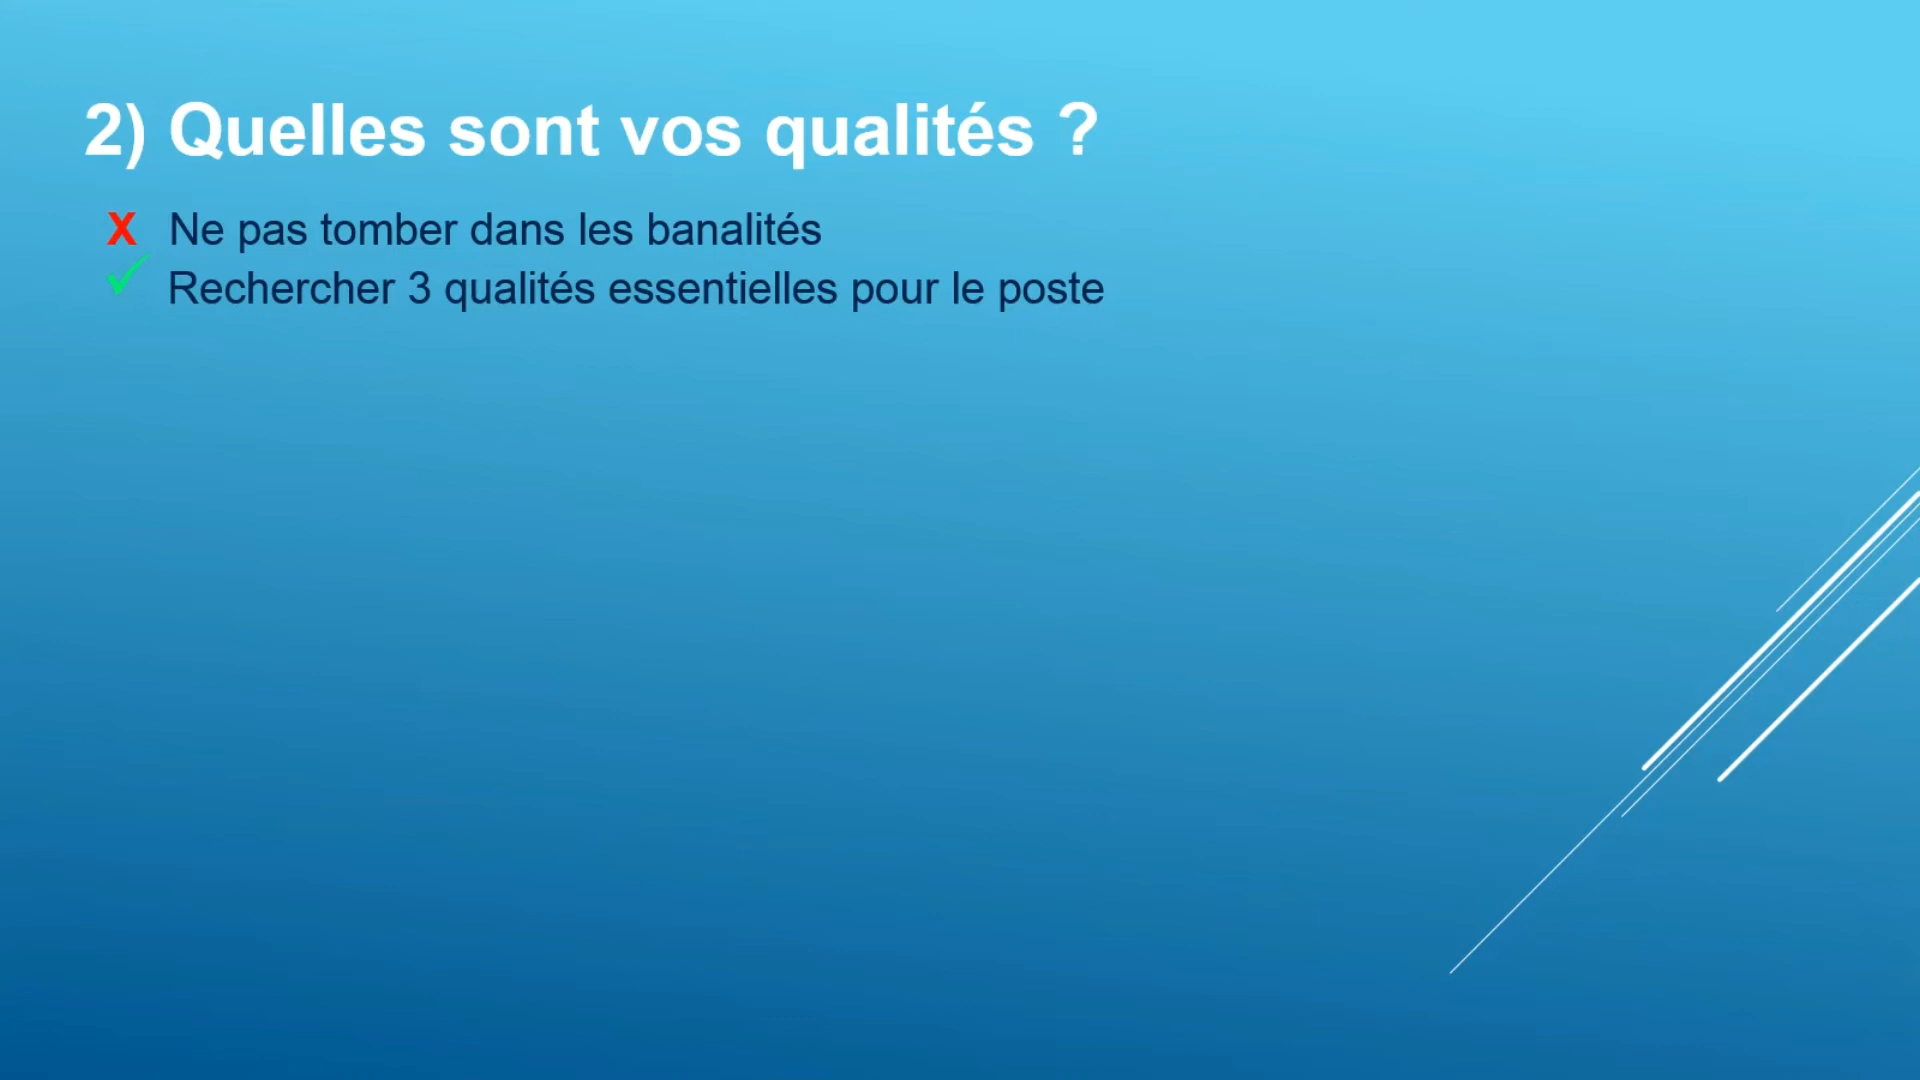 2) Quelles sont vos qualités ?
X Ne pas tomber dans les banalités
✓ Rechercher 3 qualités essentielles pour le poste